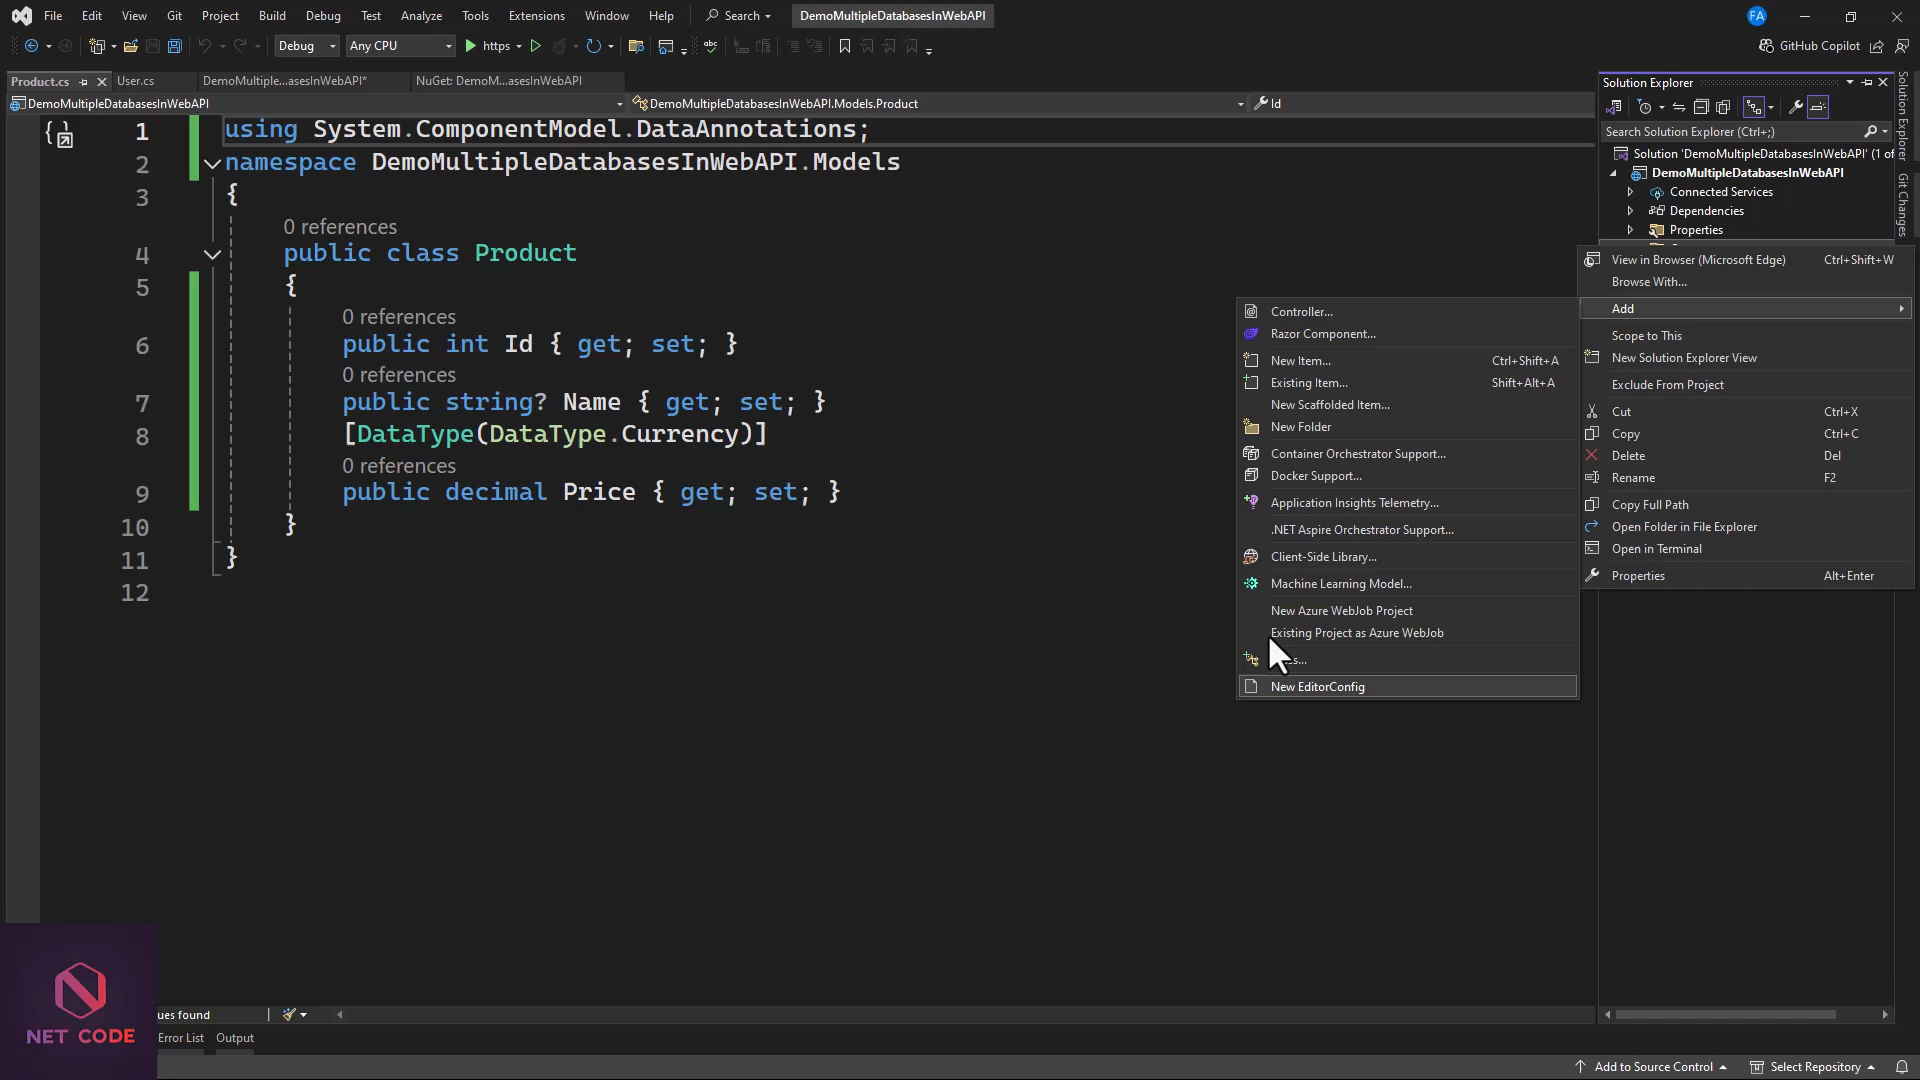 File Edit View Git Project Build Debug Test Analyze Tools Extensions Window Help Search DemoMultipleDatabasesInWebAPI FA
Debug Any CPU https GitHub Copilot
Product.cs User.cs DemoMultiple...asesInWebAPI* NuGet: DemoM...asesInWebAPI
DemoMultipleDatabasesInWebAPI DemoMultipleDatabasesInWebAPI.Models.Product Id
1 using System.ComponentModel.DataAnnotations;
2 namespace DemoMultipleDatabasesInWebAPI.Models
3 {
0 references
4 public class Product
5 {
0 references
6 public int Id { get; set; }
0 references
7 public string? Name { get; set; }
8 [DataType(DataType.Currency)]
0 references
9 public decimal Price { get; set; }
10 }
11 }
12
Controller...
Razor Component...
New Item... Ctrl+Shift+A
Existing Item... Shift+Alt+A
New Scaffolded Item...
New Folder
Container Orchestrator Support...
Docker Support...
Application Insights Telemetry...
.NET Aspire Orchestrator Support...
Client-Side Library...
Machine Learning Model...
New Azure WebJob Project
Existing Project as Azure WebJob
New EditorConfig
Solution Explorer
Search Solution Explorer (Ctrl+;)
Solution 'DemoMultipleDatabasesInWebAPI' (1 of
DemoMultipleDatabasesInWebAPI
Connected Services
Dependencies
Properties
View in Browser (Microsoft Edge) Ctrl+Shift+W
Browse With...
Add
Scope to This
New Solution Explorer View
Exclude From Project
Cut Ctrl+X
Copy Ctrl+C
Delete Del
Rename F2
Copy Full Path
Open Folder in File Explorer
Open in Terminal
Properties Alt+Enter
Solution Explorer
Git Changes
ues found
Error List Output
NET CODE
Add to Source Control Select Repository